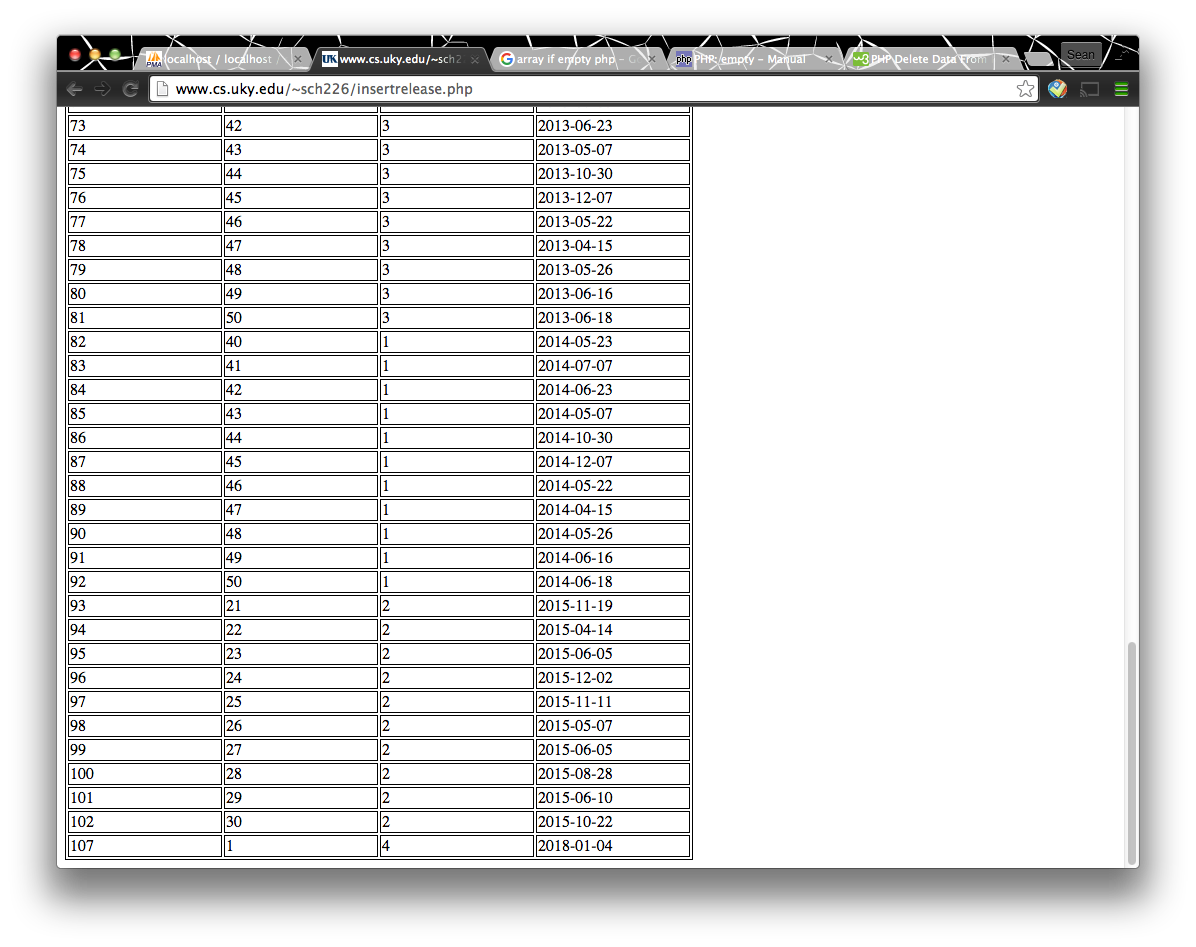 localhost / localhost / www.cs.uky.edu/~sch2 array if empty php - G PHP: empty - Manual PHP Delete Data From Sean
www.cs.uky.edu/~sch226/insertrelease.php
73 42 3 2013-06-23
74 43 3 2013-05-07
75 44 3 2013-10-30
76 45 3 2013-12-07
77 46 3 2013-05-22
78 47 3 2013-04-15
79 48 3 2013-05-26
80 49 3 2013-06-16
81 50 3 2013-06-18
82 40 1 2014-05-23
83 41 1 2014-07-07
84 42 1 2014-06-23
85 43 1 2014-05-07
86 44 1 2014-10-30
87 45 1 2014-12-07
88 46 1 2014-05-22
89 47 1 2014-04-15
90 48 1 2014-05-26
91 49 1 2014-06-16
92 50 1 2014-06-18
93 21 2 2015-11-19
94 22 2 2015-04-14
95 23 2 2015-06-05
96 24 2 2015-12-02
97 25 2 2015-11-11
98 26 2 2015-05-07
99 27 2 2015-06-05
100 28 2 2015-08-28
101 29 2 2015-06-10
102 30 2 2015-10-22
107 1 4 2018-01-04